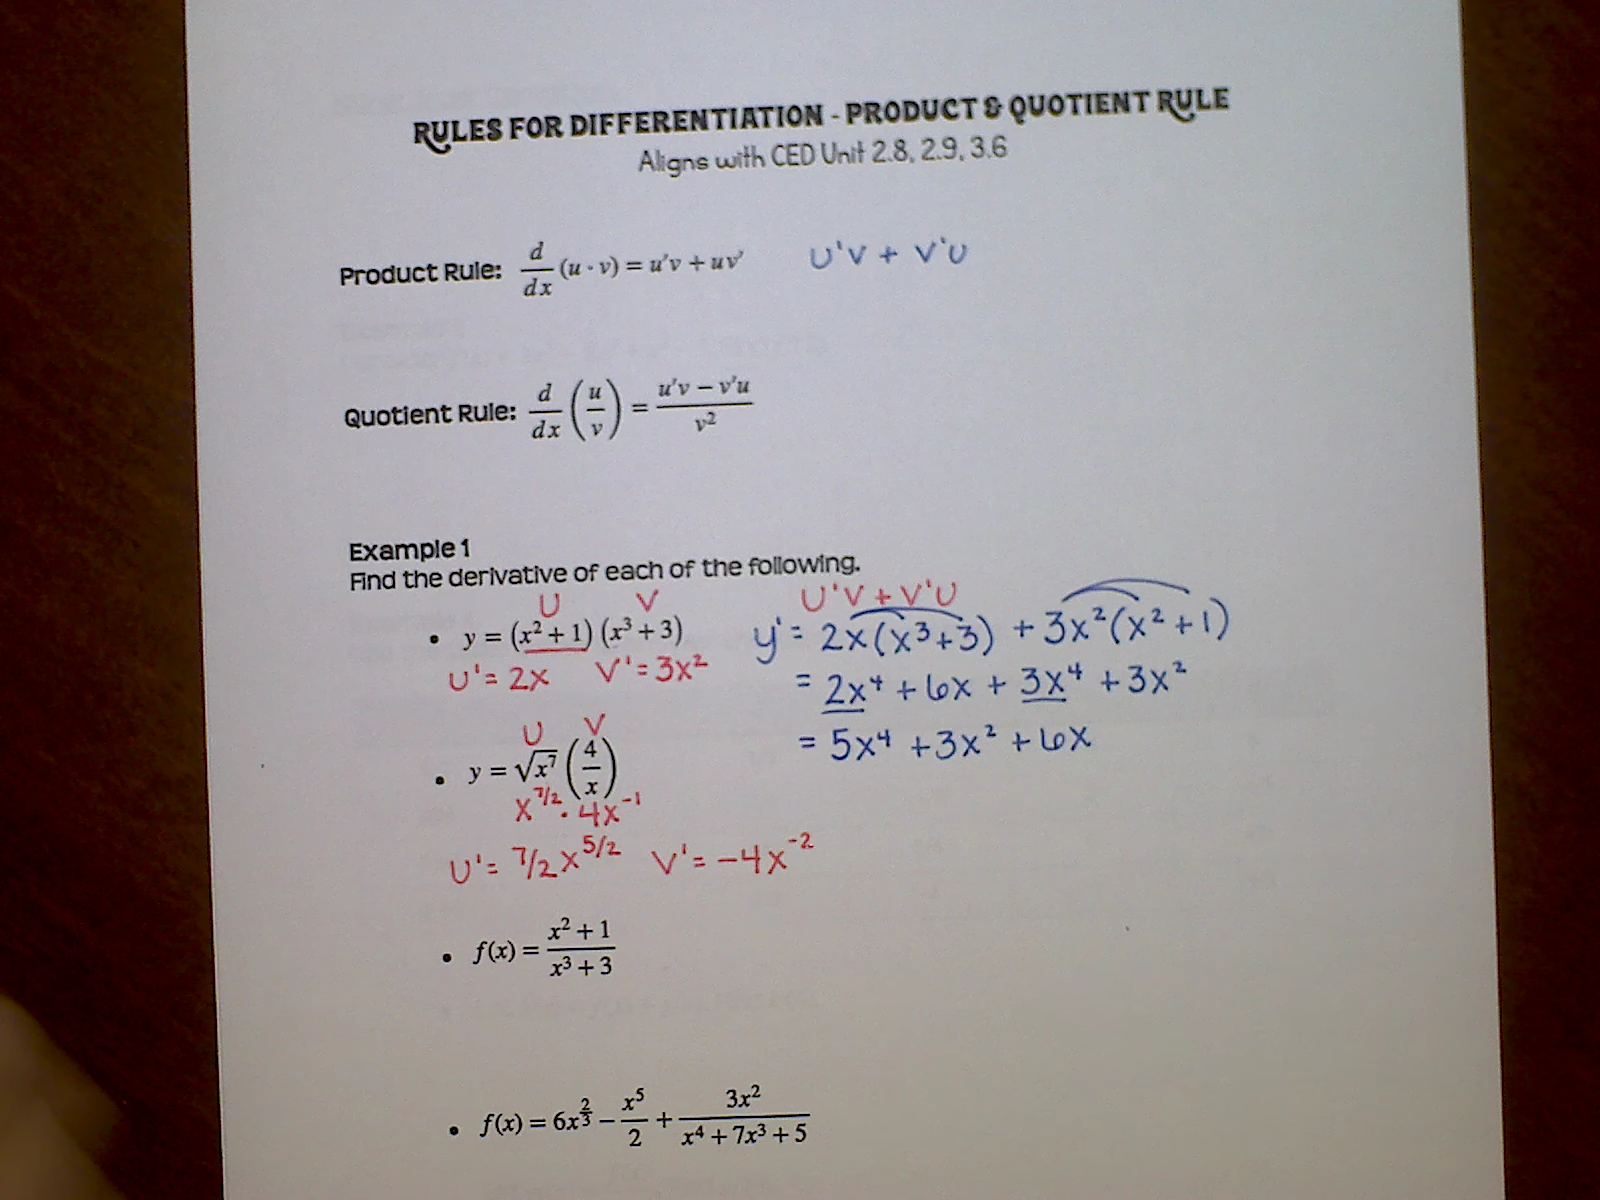 RULES FOR DIFFERENTIATION - PRODUCT & QUOTIENT RULE
Aligns with CED Unit 2.8, 2.9, 3.6
Product Rule: d/dx (u · v) = u'v + uv' U'V + V'U
Quotient Rule: d/dx (u/v) = (u'v − v'u)/v²
Example 1
Find the derivative of each of the following.
U V U'V + V'U
• y = (x² + 1) (x³ + 3) y' = 2x(x³+3) + 3x²(x²+1)
U' = 2x V' = 3x² = 2x⁴ + 6x + 3x⁴ + 3x²
U V = 5x⁴ + 3x² + 6x
• y = √x⁷ (4/x)
x^7/2 · 4x⁻¹
U' = 7/2 x^5/2 V' = −4x⁻²
• f(x) = (x² + 1)/(x³ + 3)
• f(x) = 6x^2/3 − x⁵/2 + 3x²/(x⁴ + 7x³ + 5)